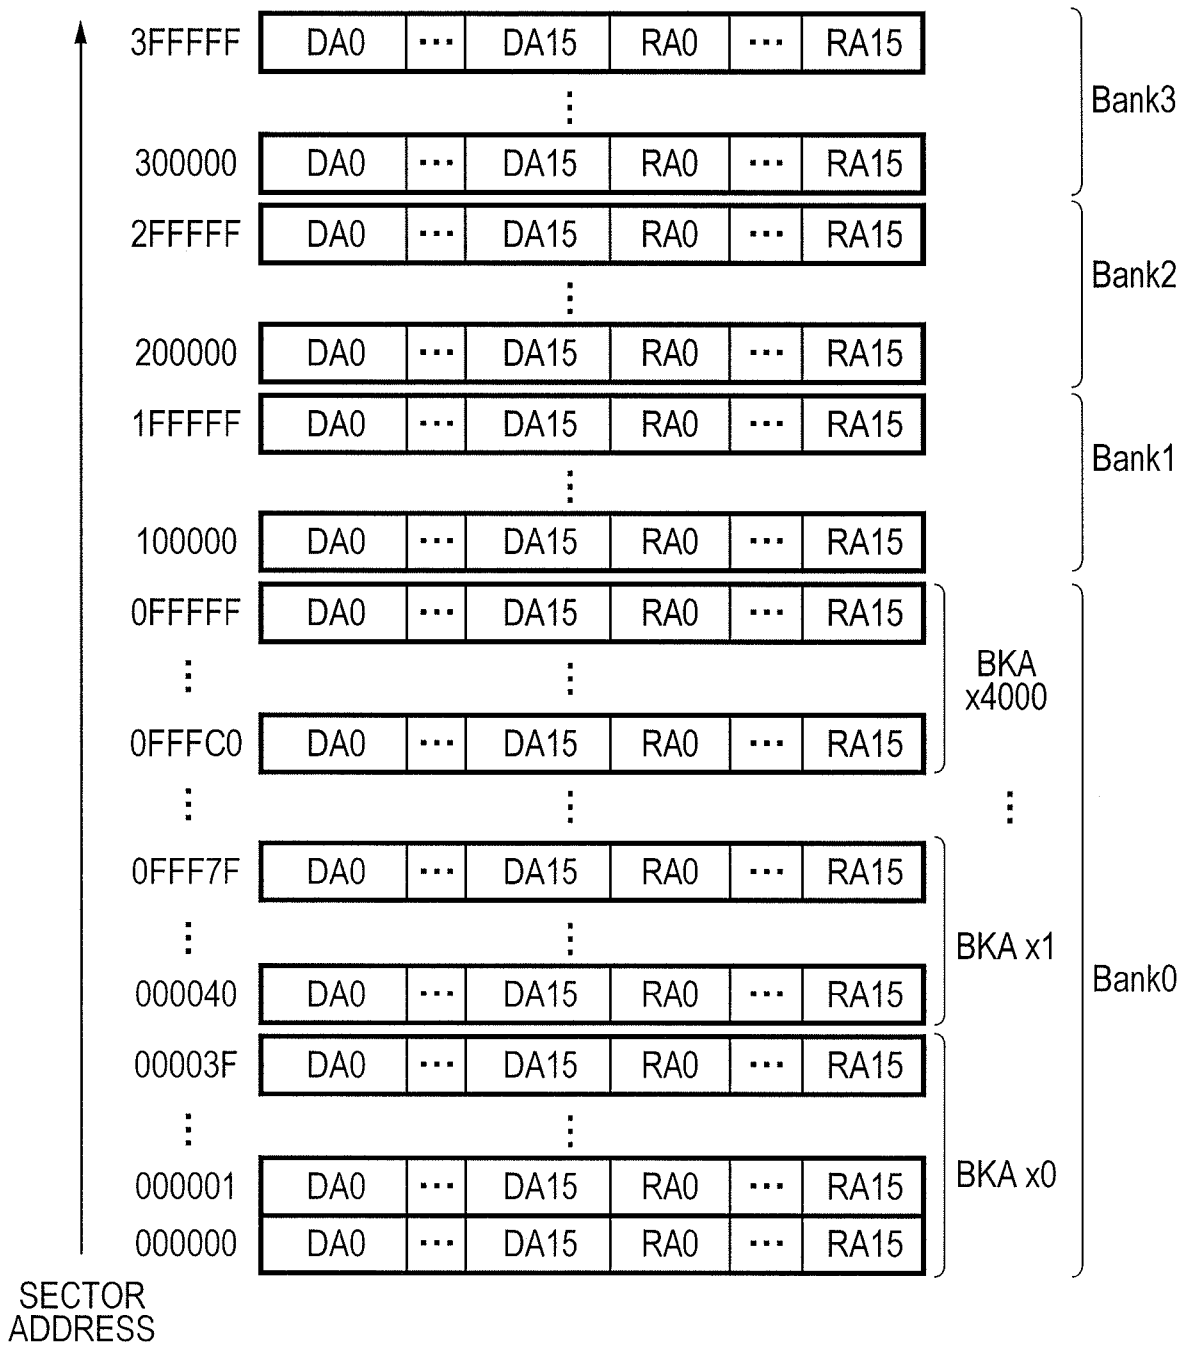 3FFFFF DA0 ... DA15 RA0 ... RA15
Bank3
300000 DA0 ... DA15 RA0 ... RA15
2FFFFF DA0 ... DA15 RA0 ... RA15
Bank2
200000 DA0 ... DA15 RA0 ... RA15
1FFFFF DA0 ... DA15 RA0 ... RA15
Bank1
100000 DA0 ... DA15 RA0 ... RA15
0FFFFF DA0 ... DA15 RA0 ... RA15
BKA
x4000
0FFFC0 DA0 ... DA15 RA0 ... RA15
0FFF7F DA0 ... DA15 RA0 ... RA15
BKA x1
Bank0
000040 DA0 ... DA15 RA0 ... RA15
00003F DA0 ... DA15 RA0 ... RA15
BKA x0
000001 DA0 ... DA15 RA0 ... RA15
000000 DA0 ... DA15 RA0 ... RA15
SECTOR
ADDRESS